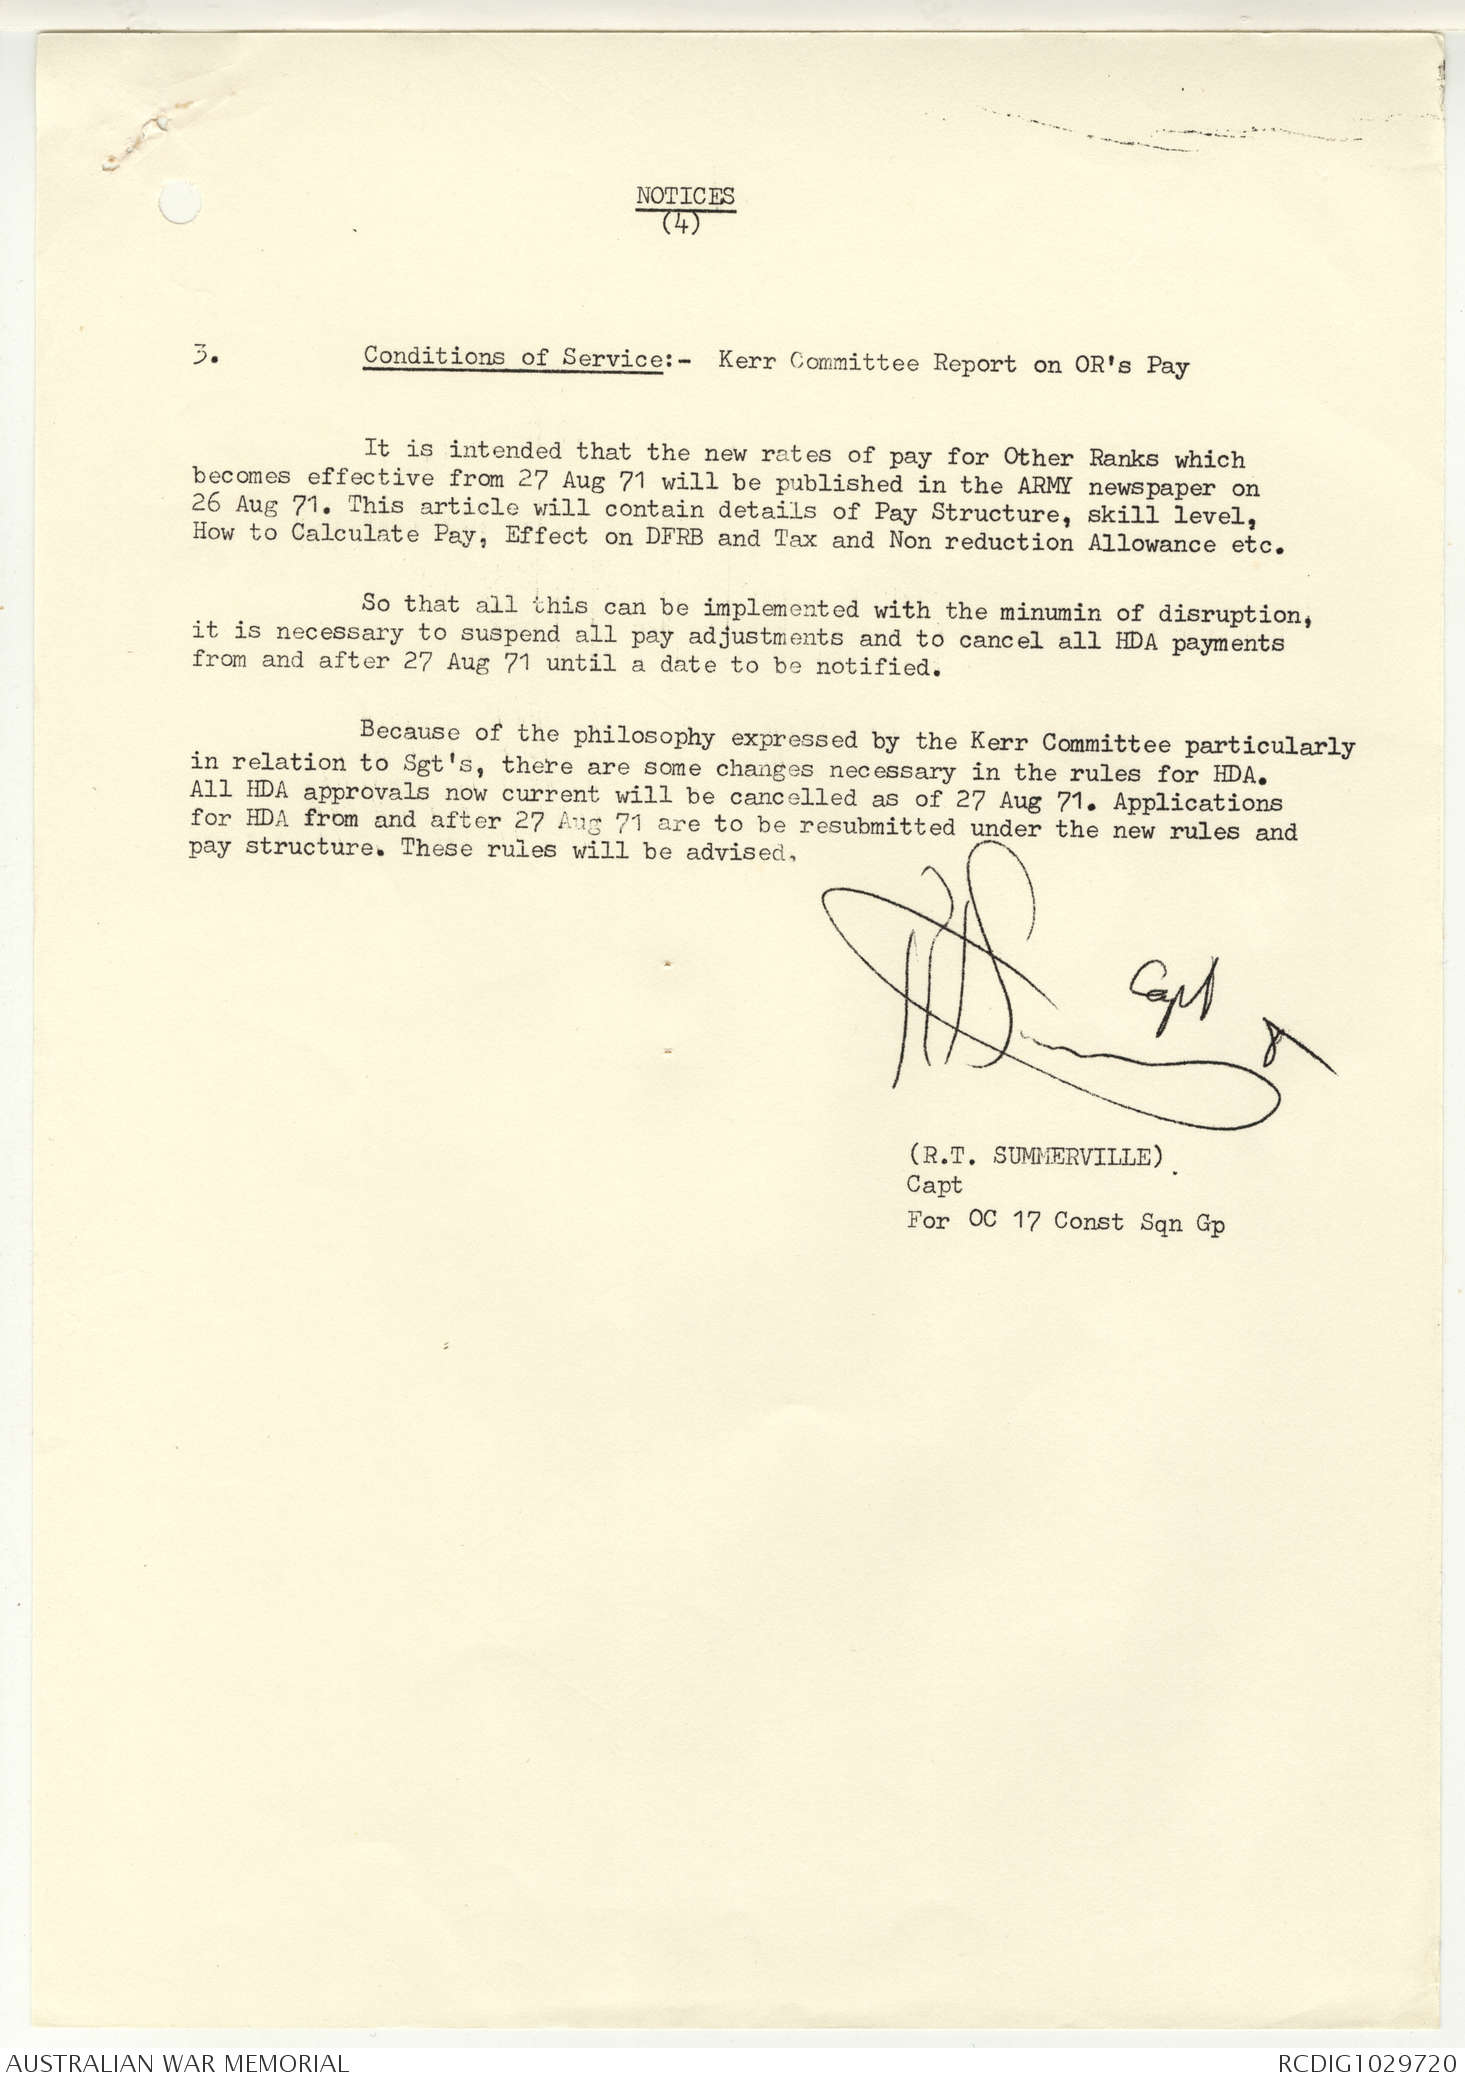 NOTICES
(4)
3. Conditions of Service:- Kerr Committee Report on OR's Pay
It is intended that the new rates of pay for Other Ranks which
becomes effective from 27 Aug 71 will be published in the ARMY newspaper on
26 Aug 71. This article will contain details of Pay Structure, skill level,
How to Calculate Pay, Effect on DFRB and Tax and Non reduction Allowance etc.
So that all this can be implemented with the minumin of disruption,
it is necessary to suspend all pay adjustments and to cancel all HDA payments
from and after 27 Aug 71 until a date to be notified.
Because of the philosophy expressed by the Kerr Committee particularly
in relation to Sgt's, there are some changes necessary in the rules for HDA.
All HDA approvals now current will be cancelled as of 27 Aug 71. Applications
for HDA from and after 27 Aug 71 are to be resubmitted under the new rules and
pay structure. These rules will be advised.
Capt
(R.T. SUMMERVILLE)
Capt
For OC 17 Const Sqn Gp
AUSTRALIAN WAR MEMORIAL
RCDIG1029720